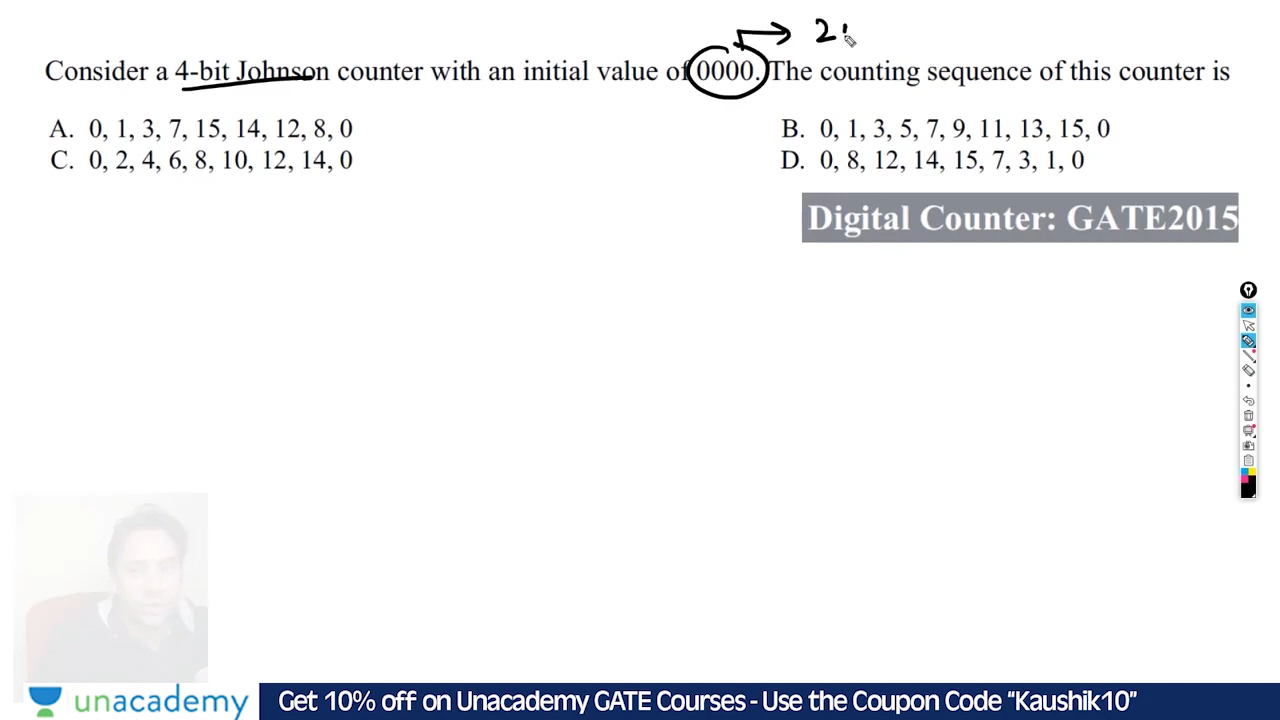 2
Consider a 4-bit Johnson counter with an initial value of 0000. The counting sequence of this counter is
A. 0, 1, 3, 7, 15, 14, 12, 8, 0
B. 0, 1, 3, 5, 7, 9, 11, 13, 15, 0
C. 0, 2, 4, 6, 8, 10, 12, 14, 0
D. 0, 8, 12, 14, 15, 7, 3, 1, 0
Digital Counter: GATE2015
unacademy
Get 10% off on Unacademy GATE Courses - Use the Coupon Code “Kaushik10”